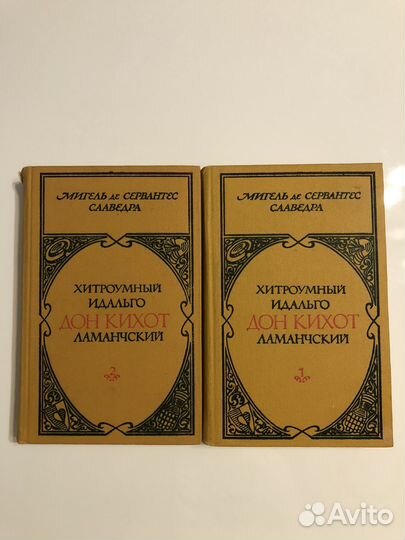 МИГЕЛЬ ДЕ СЕРВАНТЕС
СААВЕДРА
ХИТРОУМНЫЙ
ИДАЛЬГО
ДОН КИХОТ
ЛАМАНЧСКИЙ
2
МИГЕЛЬ ДЕ СЕРВАНТЕС
СААВЕДРА
ХИТРОУМНЫЙ
ИДАЛЬГО
ДОН КИХОТ
ЛАМАНЧСКИЙ
1
Avito